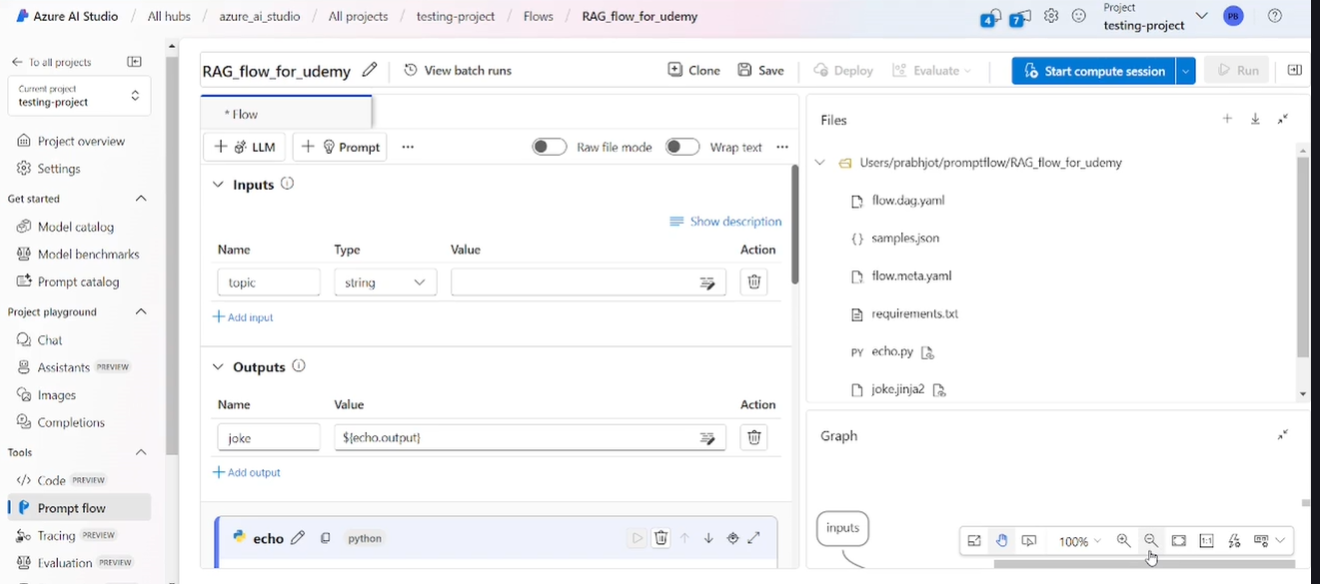 Azure AI Studio / All hubs / azure_ai_studio / All projects / testing-project / Flows / RAG_flow_for_udemy
4
7
Project
testing-project
PB
To all projects
Current project
testing-project
Project overview
Settings
Get started
Model catalog
Model benchmarks
Prompt catalog
Project playground
Chat
Assistants PREVIEW
Images
Completions
Tools
Code PREVIEW
Prompt flow
Tracing PREVIEW
Evaluation PREVIEW
RAG_flow_for_udemy
View batch runs
Clone
Save
Deploy
Evaluate
Start compute session
Run
* Flow
+ LLM
+ Prompt
...
Raw file mode
Wrap text
...
Inputs
Show description
Name Type Value Action
topic string
+ Add input
Outputs
Name Value Action
joke ${echo.output}
+ Add output
echo python
Files
Users/prabhjot/promptflow/RAG_flow_for_udemy
flow.dag.yaml
{} samples.json
flow.meta.yaml
requirements.txt
PY echo.py
joke.jinja2
Graph
inputs
100%
1:1